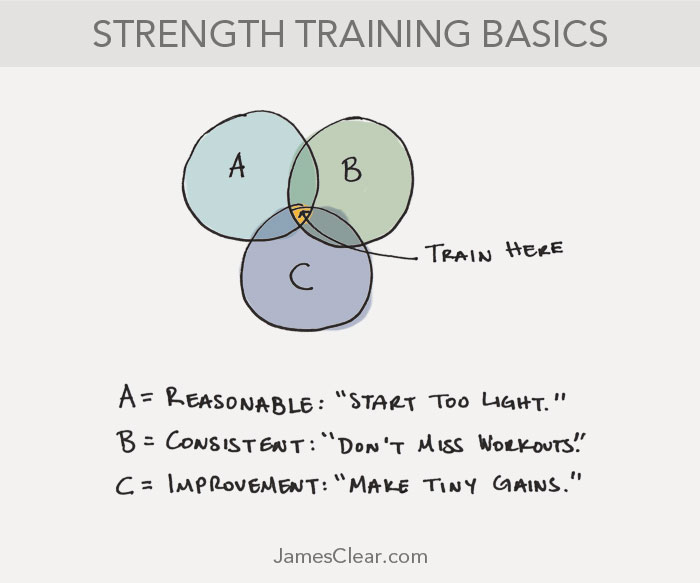 STRENGTH TRAINING BASICS
A
B
C
TRAIN HERE
A = REASONABLE: "START TOO LIGHT."
B = CONSISTENT: "DON'T MISS WORKOUTS."
C = IMPROVEMENT: "MAKE TINY GAINS."
JamesClear.com